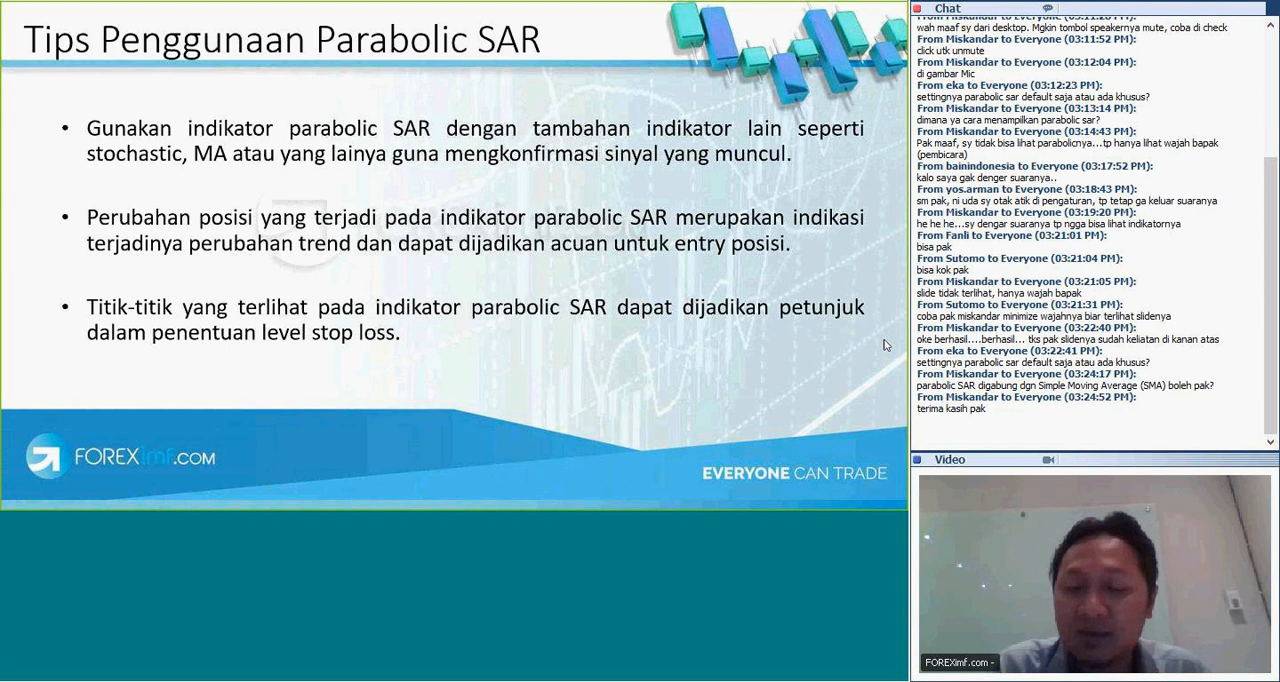 Tips Penggunaan Parabolic SAR
• Gunakan indikator parabolic SAR dengan tambahan indikator lain seperti
stochastic, MA atau yang lainya guna mengkonfirmasi sinyal yang muncul.
• Perubahan posisi yang terjadi pada indikator parabolic SAR merupakan indikasi
terjadinya perubahan trend dan dapat dijadikan acuan untuk entry posisi.
• Titik-titik yang terlihat pada indikator parabolic SAR dapat dijadikan petunjuk
dalam penentuan level stop loss.
FOREXimf.COM
EVERYONE CAN TRADE
Chat
From Miskandar to Everyone (03:11:28 PM):
wah maaf sy dari desktop. Mgkin tombol speakernya mute, coba di check
From Miskandar to Everyone (03:11:52 PM):
click utk unmute
From Miskandar to Everyone (03:12:04 PM):
di gambar Mic
From eka to Everyone (03:12:23 PM):
settingnya parabolic sar default saja atau ada khusus?
From Miskandar to Everyone (03:13:14 PM):
dimana ya cara menampilkan parabolic sar?
From Miskandar to Everyone (03:14:43 PM):
Pak maaf, sy tidak bisa lihat parabolicnya...tp hanya lihat wajah bapak
(pembicara)
From bainindonesia to Everyone (03:17:52 PM):
kalo saya gak denger suaranya..
From yos.arman to Everyone (03:18:43 PM):
sm pak, ni uda sy otak atik di pengaturan, tp tetap ga keluar suaranya
From Miskandar to Everyone (03:19:20 PM):
he he he...sy dengar suaranya tp ngga bisa lihat indikatornya
From Fanli to Everyone (03:21:01 PM):
bisa pak
From Sutomo to Everyone (03:21:04 PM):
bisa kok pak
From Miskandar to Everyone (03:21:05 PM):
slide tidak terlihat, hanya wajah bapak
From Sutomo to Everyone (03:21:31 PM):
coba pak miskandar minimize wajahnya biar terlihat slidenya
From Miskandar to Everyone (03:22:40 PM):
oke berhasil....berhasil... tks pak slidenya sudah keliatan di kanan atas
From eka to Everyone (03:22:41 PM):
settingnya parabolic sar default saja atau ada khusus?
From Miskandar to Everyone (03:24:17 PM):
parabolic SAR digabung dgn Simple Moving Average (SMA) boleh pak?
From Miskandar to Everyone (03:24:52 PM):
terima kasih pak
Video
FOREXimf.com -